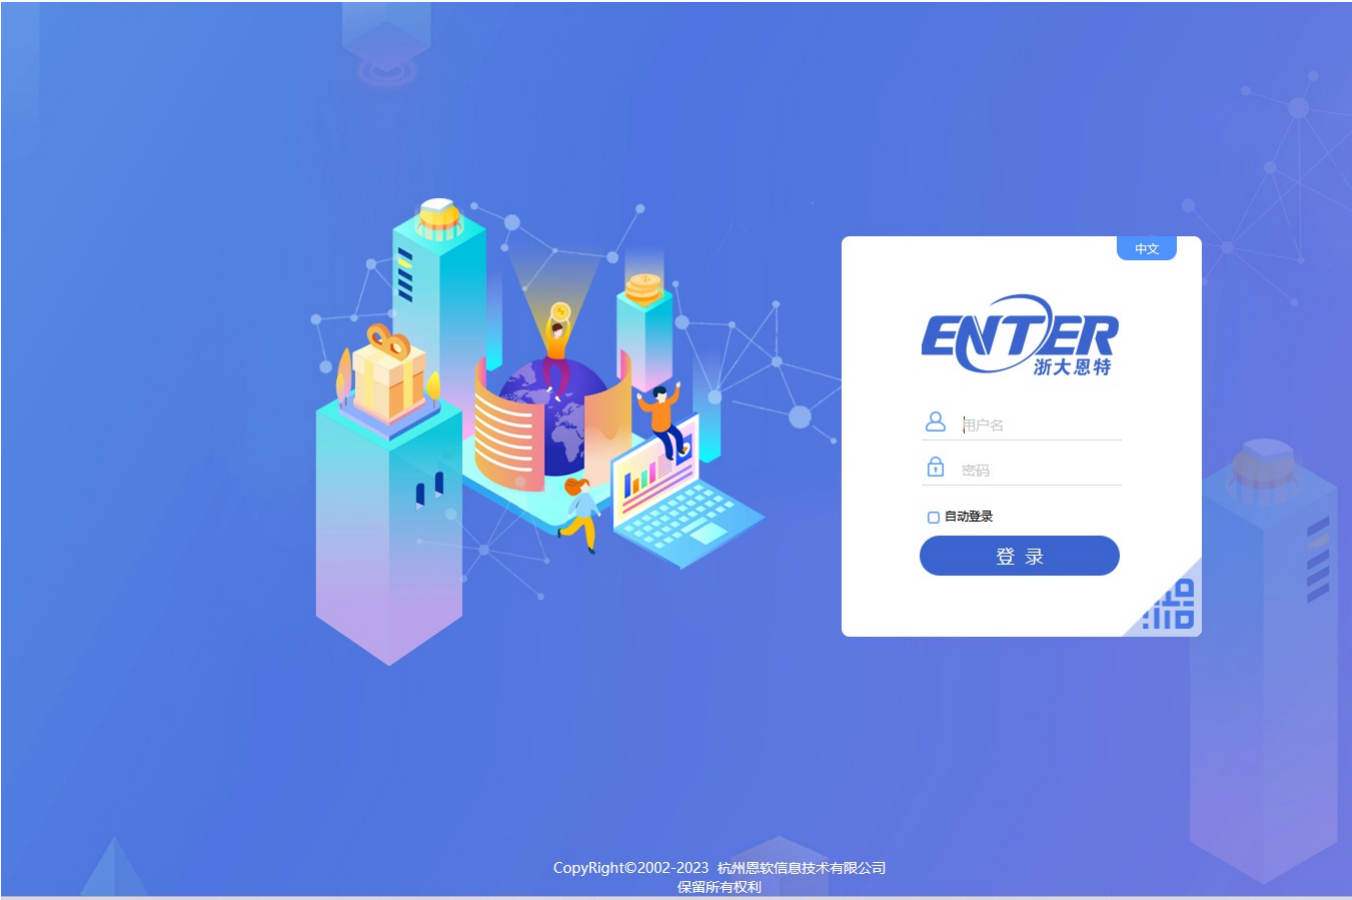 中文
ENTER
浙大恩特
用户名
密码
自动登录
登 录
CopyRight©2002-2023 杭州恩软信息技术有限公司
保留所有权利